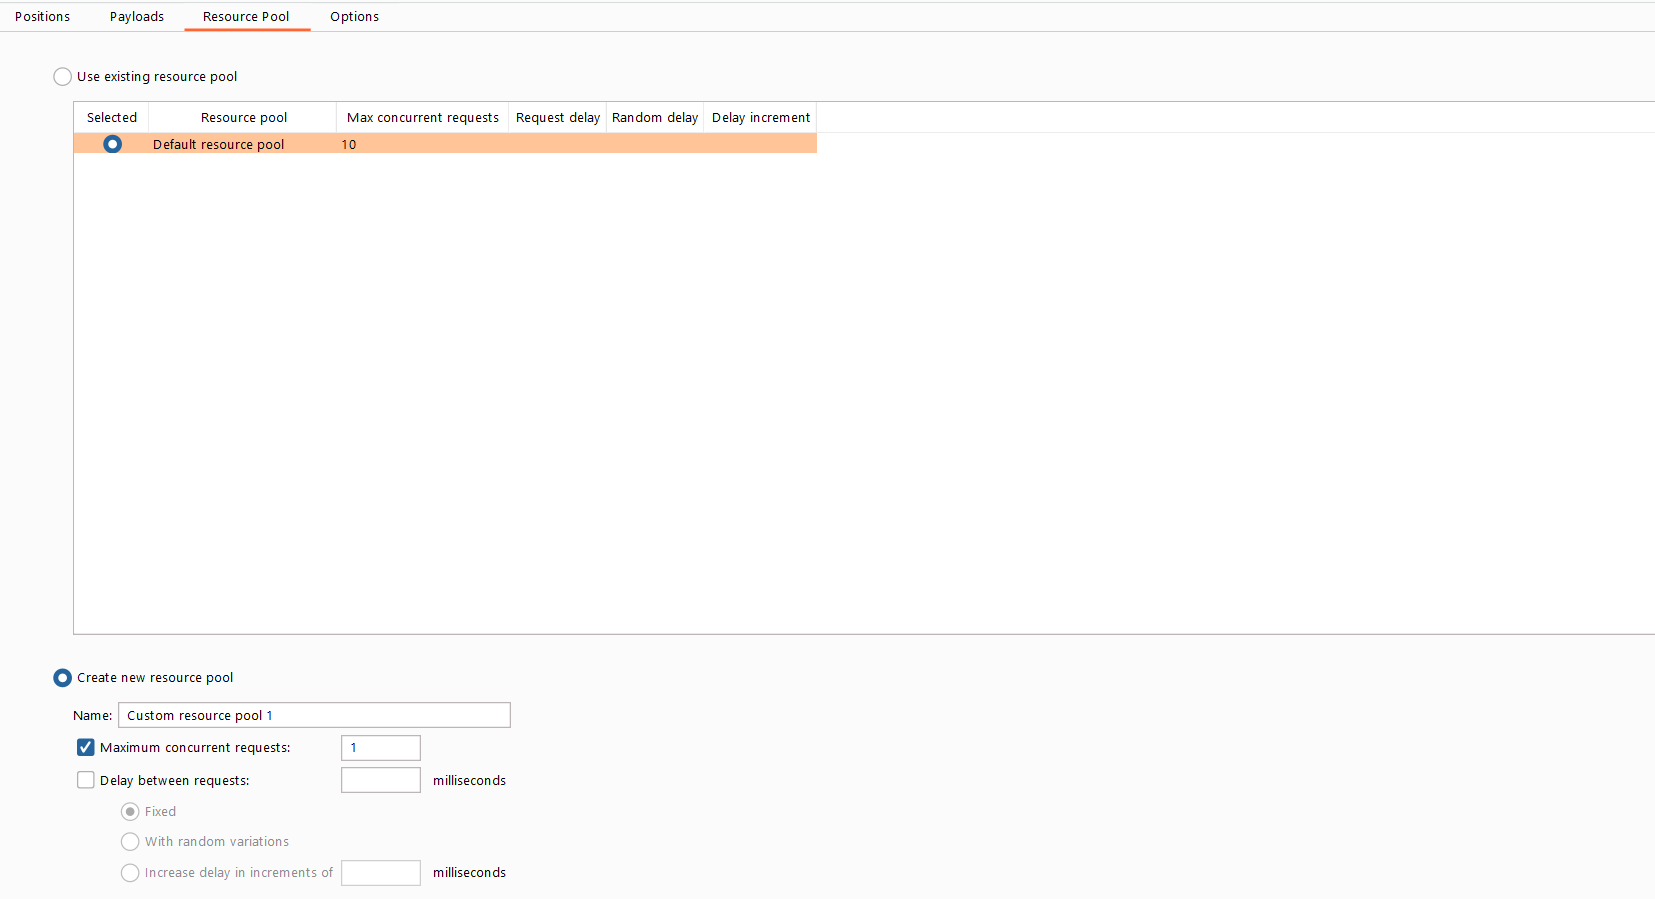 Positions Payloads Resource Pool Options
Use existing resource pool
Selected Resource pool Max concurrent requests Request delay Random delay Delay increment
Default resource pool 10
Create new resource pool
Name: Custom resource pool 1
Maximum concurrent requests: 1
Delay between requests: milliseconds
Fixed
With random variations
Increase delay in increments of milliseconds